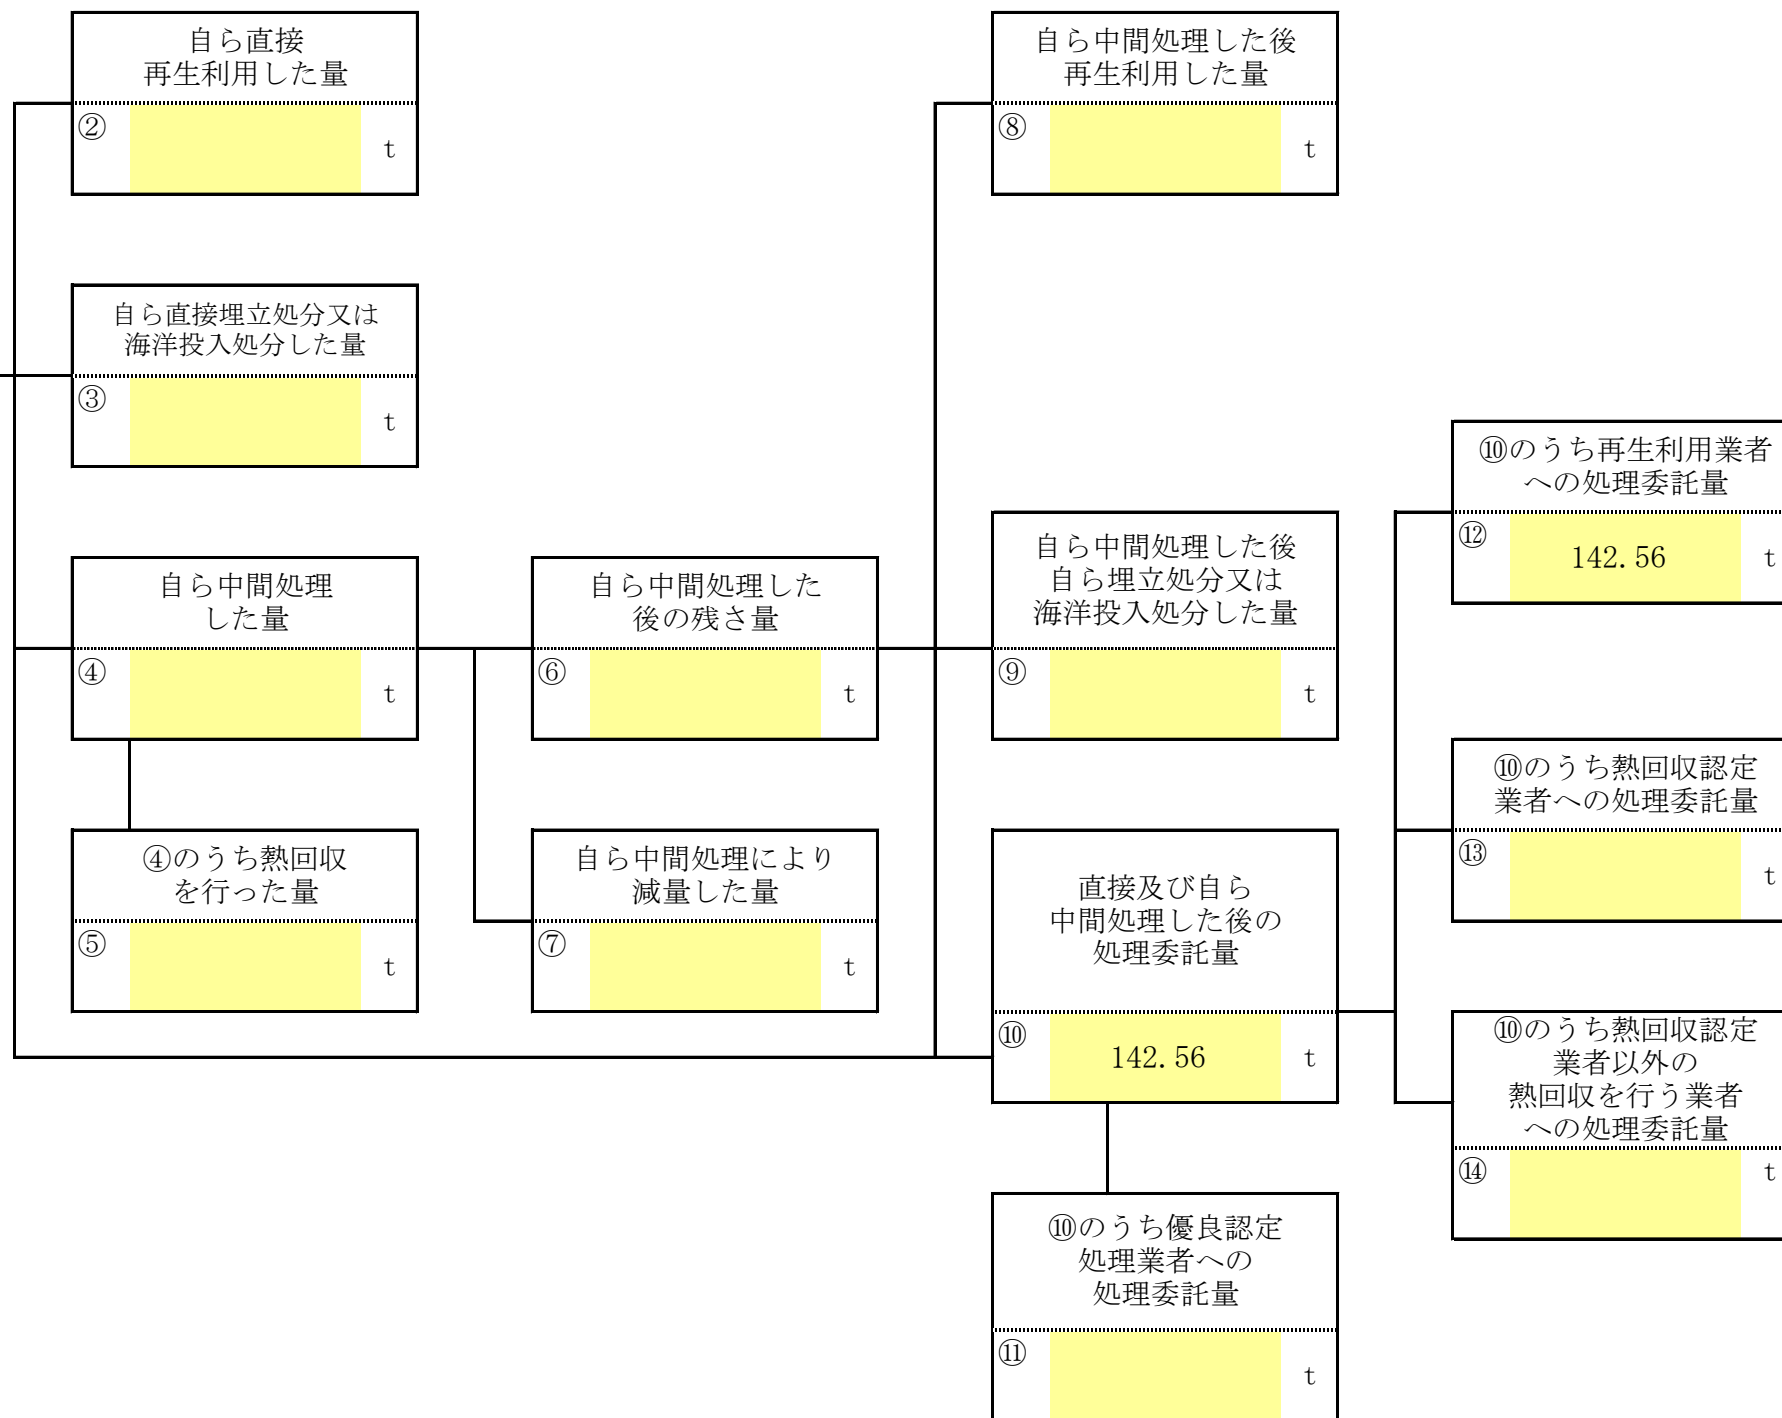 自ら直接
再生利用した量
②
t
自ら直接埋立処分又は
海洋投入処分した量
③
t
自ら中間処理
した量
④
t
④のうち熱回収
を行った量
⑤
t
自ら中間処理した
後の残さ量
⑥
t
自ら中間処理により
減量した量
⑦
t
自ら中間処理した後
再生利用した量
⑧
t
自ら中間処理した後
自ら埋立処分又は
海洋投入処分した量
⑨
t
直接及び自ら
中間処理した後の
処理委託量
⑩ 142.56 t
⑩のうち優良認定
処理業者への
処理委託量
⑪
t
⑩のうち再生利用業者
への処理委託量
⑫ 142.56 t
⑩のうち熱回収認定
業者への処理委託量
⑬
t
⑩のうち熱回収認定
業者以外の
熱回収を行う業者
への処理委託量
⑭
t